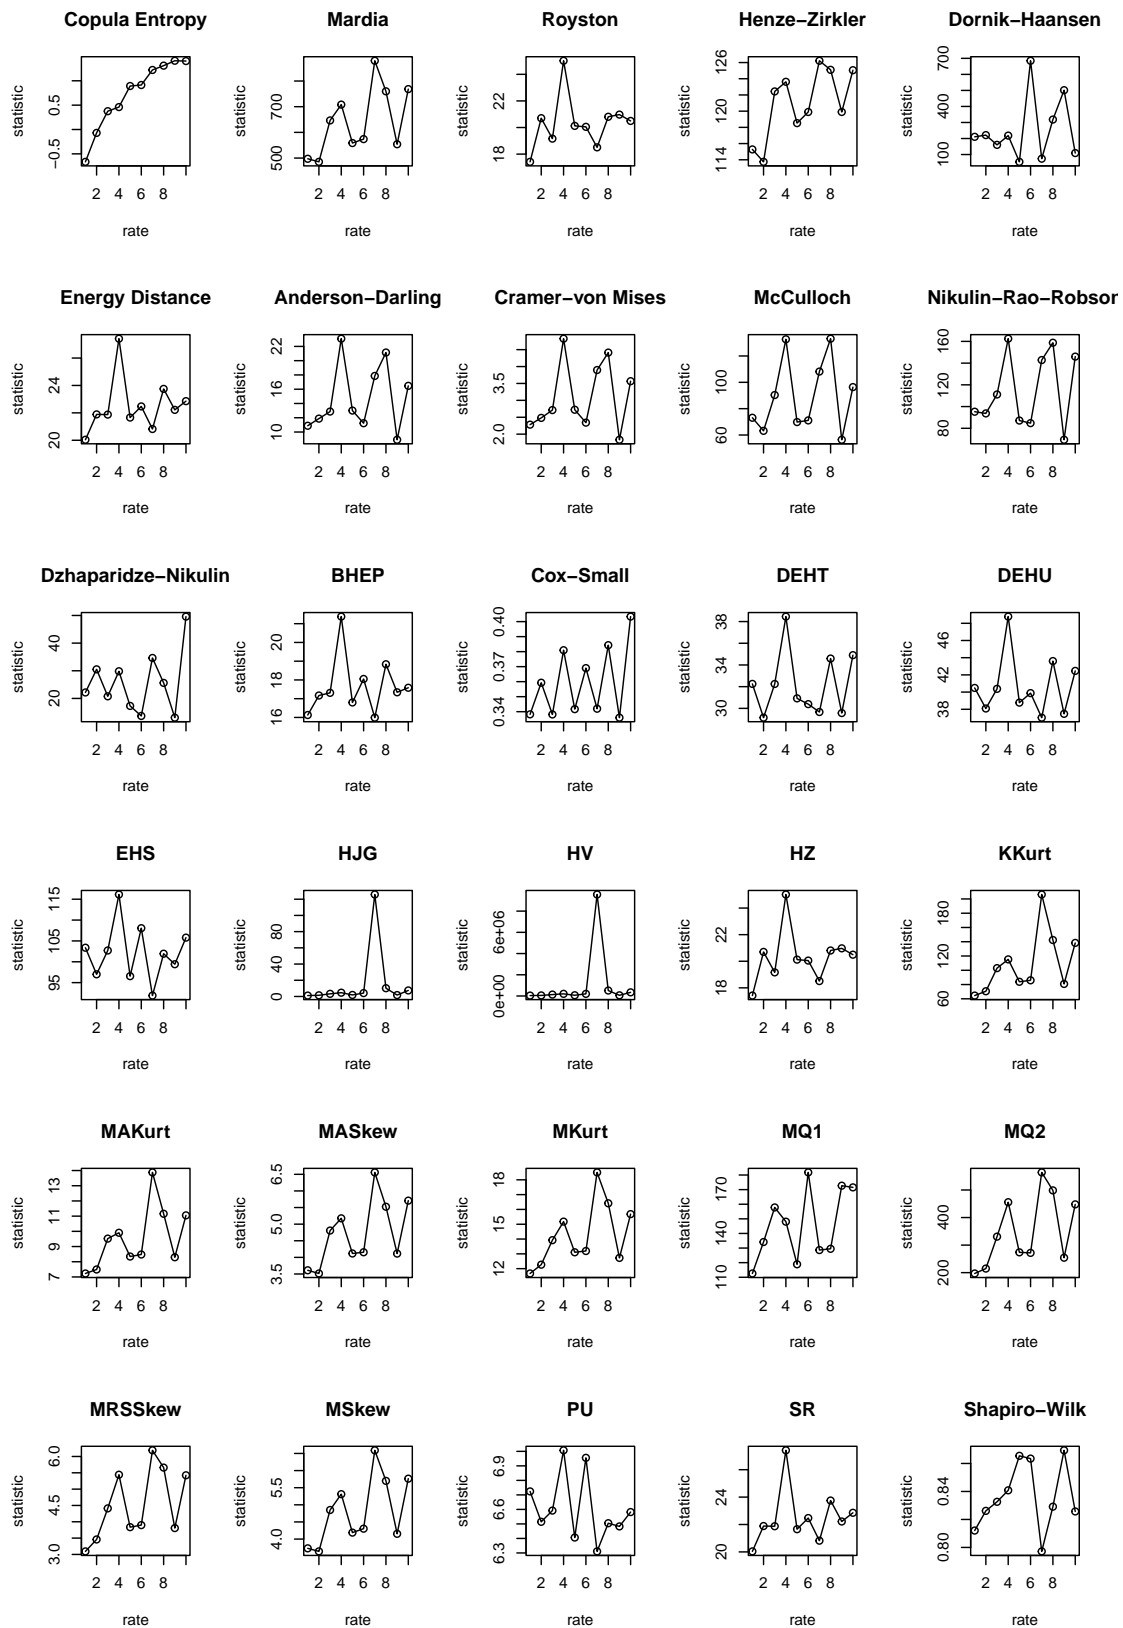 Copula Entropy
statistic
−0.5 0.5
2 4 6 8
rate
Mardia
statistic
500 700
2 4 6 8
rate
Royston
statistic
18 22
2 4 6 8
rate
Henze−Zirkler
statistic
114 120 126
2 4 6 8
rate
Dornik−Haansen
statistic
100 400 700
2 4 6 8
rate
Energy Distance
statistic
20 24
2 4 6 8
rate
Anderson−Darling
statistic
10 16 22
2 4 6 8
rate
Cramer−von Mises
statistic
2.0 3.5
2 4 6 8
rate
McCulloch
statistic
60 100
2 4 6 8
rate
Nikulin−Rao−Robsor
statistic
80 120 160
2 4 6 8
rate
Dzhaparidze−Nikulin
statistic
20 40
2 4 6 8
rate
BHEP
statistic
16 18 20
2 4 6 8
rate
Cox−Small
statistic
0.34 0.37 0.40
2 4 6 8
rate
DEHT
statistic
30 34 38
2 4 6 8
rate
DEHU
statistic
38 42 46
2 4 6 8
rate
EHS
statistic
95 105 115
2 4 6 8
rate
HJG
statistic
0 40 80
2 4 6 8
rate
HV
statistic
0e+00 6e+06
2 4 6 8
rate
HZ
statistic
18 22
2 4 6 8
rate
KKurt
statistic
60 120 180
2 4 6 8
rate
MAKurt
statistic
7 9 11 13
2 4 6 8
rate
MASkew
statistic
3.5 5.0 6.5
2 4 6 8
rate
MKurt
statistic
12 15 18
2 4 6 8
rate
MQ1
statistic
110 140 170
2 4 6 8
rate
MQ2
statistic
200 400
2 4 6 8
rate
MRSSkew
statistic
3.0 4.5 6.0
2 4 6 8
rate
MSkew
statistic
4.0 5.5
2 4 6 8
rate
PU
statistic
6.3 6.6 6.9
2 4 6 8
rate
SR
statistic
20 24
2 4 6 8
rate
Shapiro−Wilk
statistic
0.80 0.84
2 4 6 8
rate